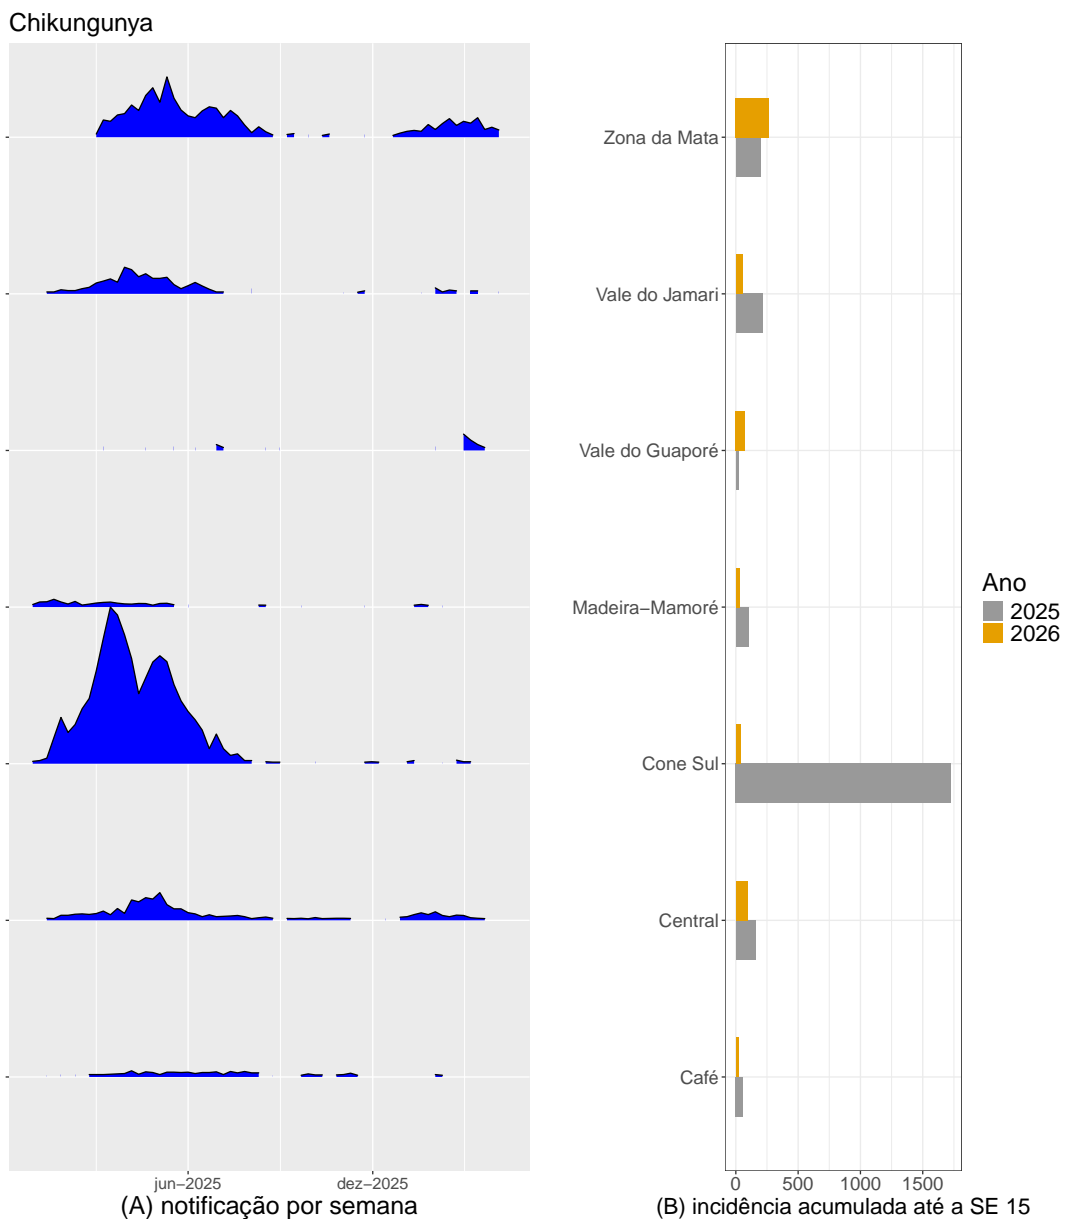 Chikungunya
Zona da Mata
Vale do Jamari
Vale do Guaporé
Madeira−Mamoré
Cone Sul
Central
Café
Ano
2025
2026
jun−2025
dez−2025
0
500
1000
1500
(A) notificação por semana
(B) incidência acumulada até a SE 15